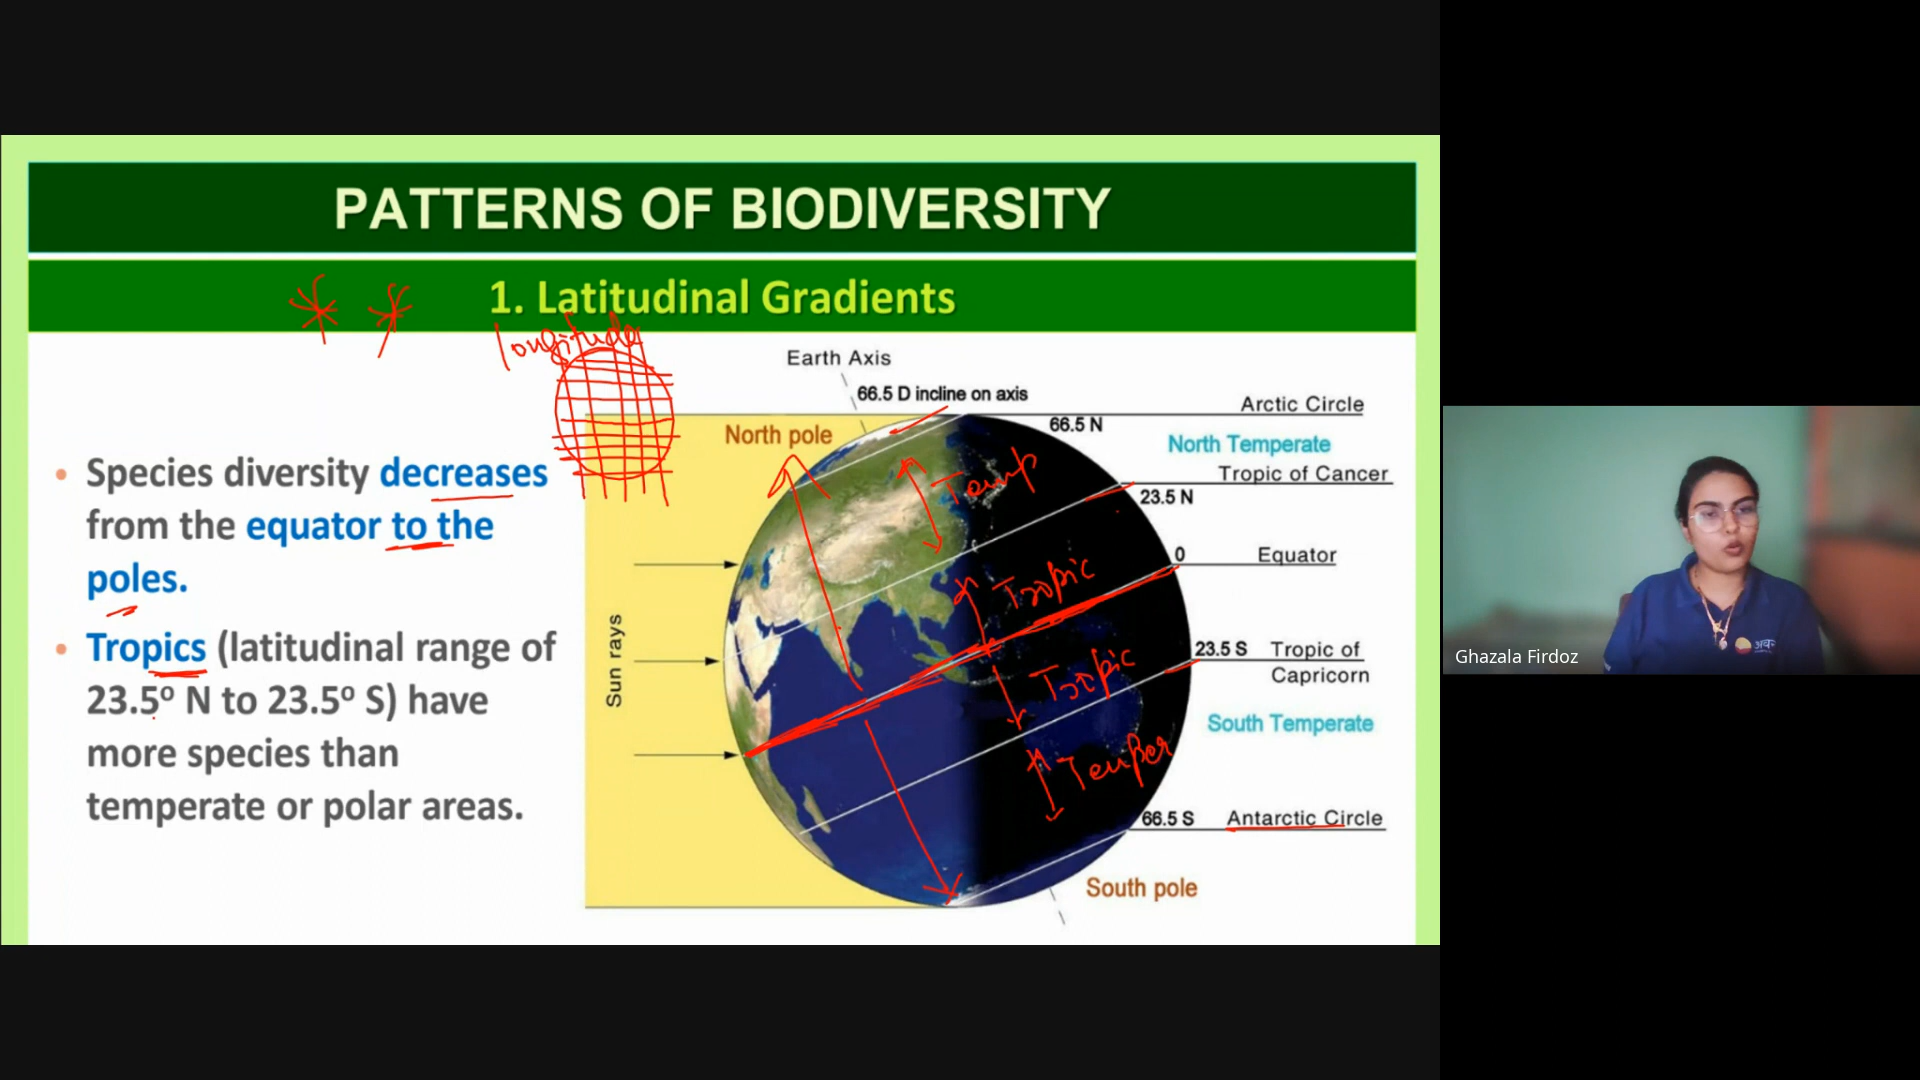 PATTERNS OF BIODIVERSITY
1. Latitudinal Gradients
longitude
Earth Axis
66.5 D incline on axis
Arctic Circle
66.5 N
North pole
North Temperate
Tropic of Cancer
23.5 N
Temp
• Species diversity decreases
from the equator to the
poles.
0 Equator
Tropic
Sun rays
• Tropics (latitudinal range of
23.5º N to 23.5º S) have
more species than
temperate or polar areas.
23.5 S Tropic of
Capricorn
Tropic
South Temperate
Temper
66.5 S Antarctic Circle
South pole
Ghazala Firdoz